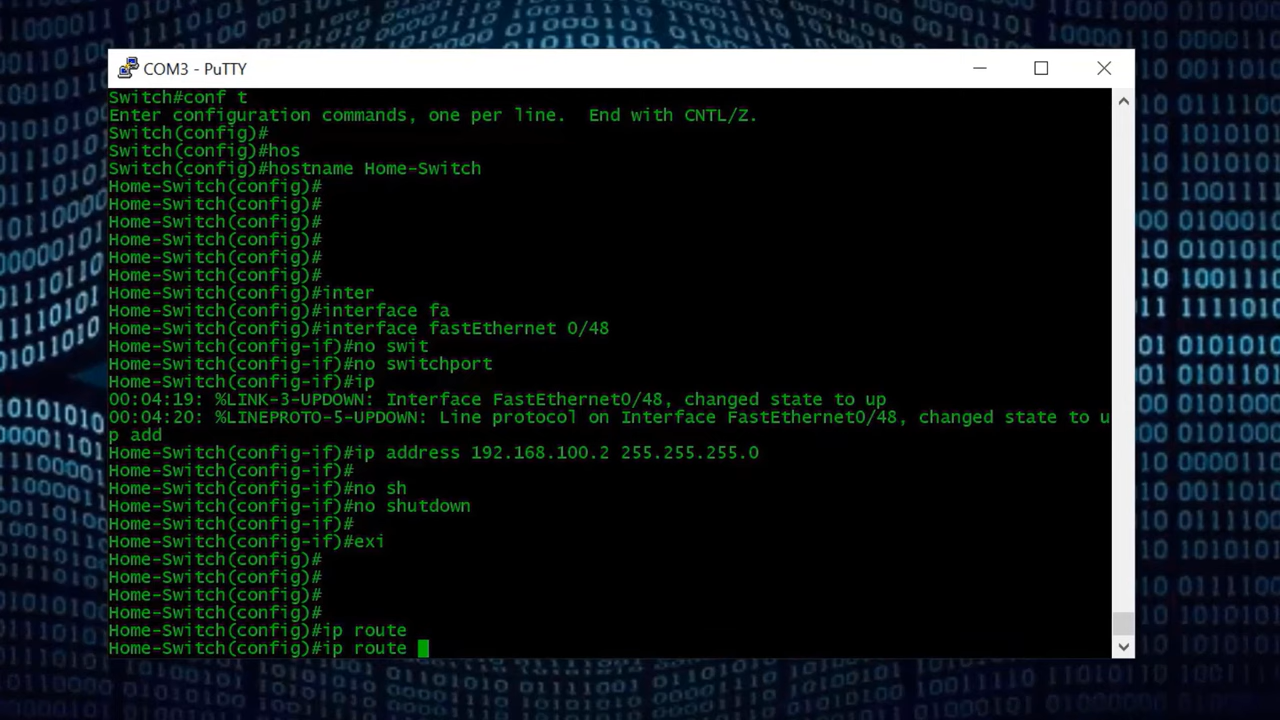 COM3 - PuTTY
Switch#conf t
Enter configuration commands, one per line.  End with CNTL/Z.
Switch(config)#
Switch(config)#hos
Switch(config)#hostname Home-Switch
Home-Switch(config)#
Home-Switch(config)#
Home-Switch(config)#
Home-Switch(config)#
Home-Switch(config)#
Home-Switch(config)#
Home-Switch(config)#inter
Home-Switch(config)#interface fa
Home-Switch(config)#interface fastEthernet 0/48
Home-Switch(config-if)#no swit
Home-Switch(config-if)#no switchport
Home-Switch(config-if)#ip
00:04:19: %LINK-3-UPDOWN: Interface FastEthernet0/48, changed state to up
00:04:20: %LINEPROTO-5-UPDOWN: Line protocol on Interface FastEthernet0/48, changed state to u
p add
Home-Switch(config-if)#ip address 192.168.100.2 255.255.255.0
Home-Switch(config-if)#
Home-Switch(config-if)#no sh
Home-Switch(config-if)#no shutdown
Home-Switch(config-if)#
Home-Switch(config-if)#exi
Home-Switch(config)#
Home-Switch(config)#
Home-Switch(config)#
Home-Switch(config)#
Home-Switch(config)#ip route
Home-Switch(config)#ip route